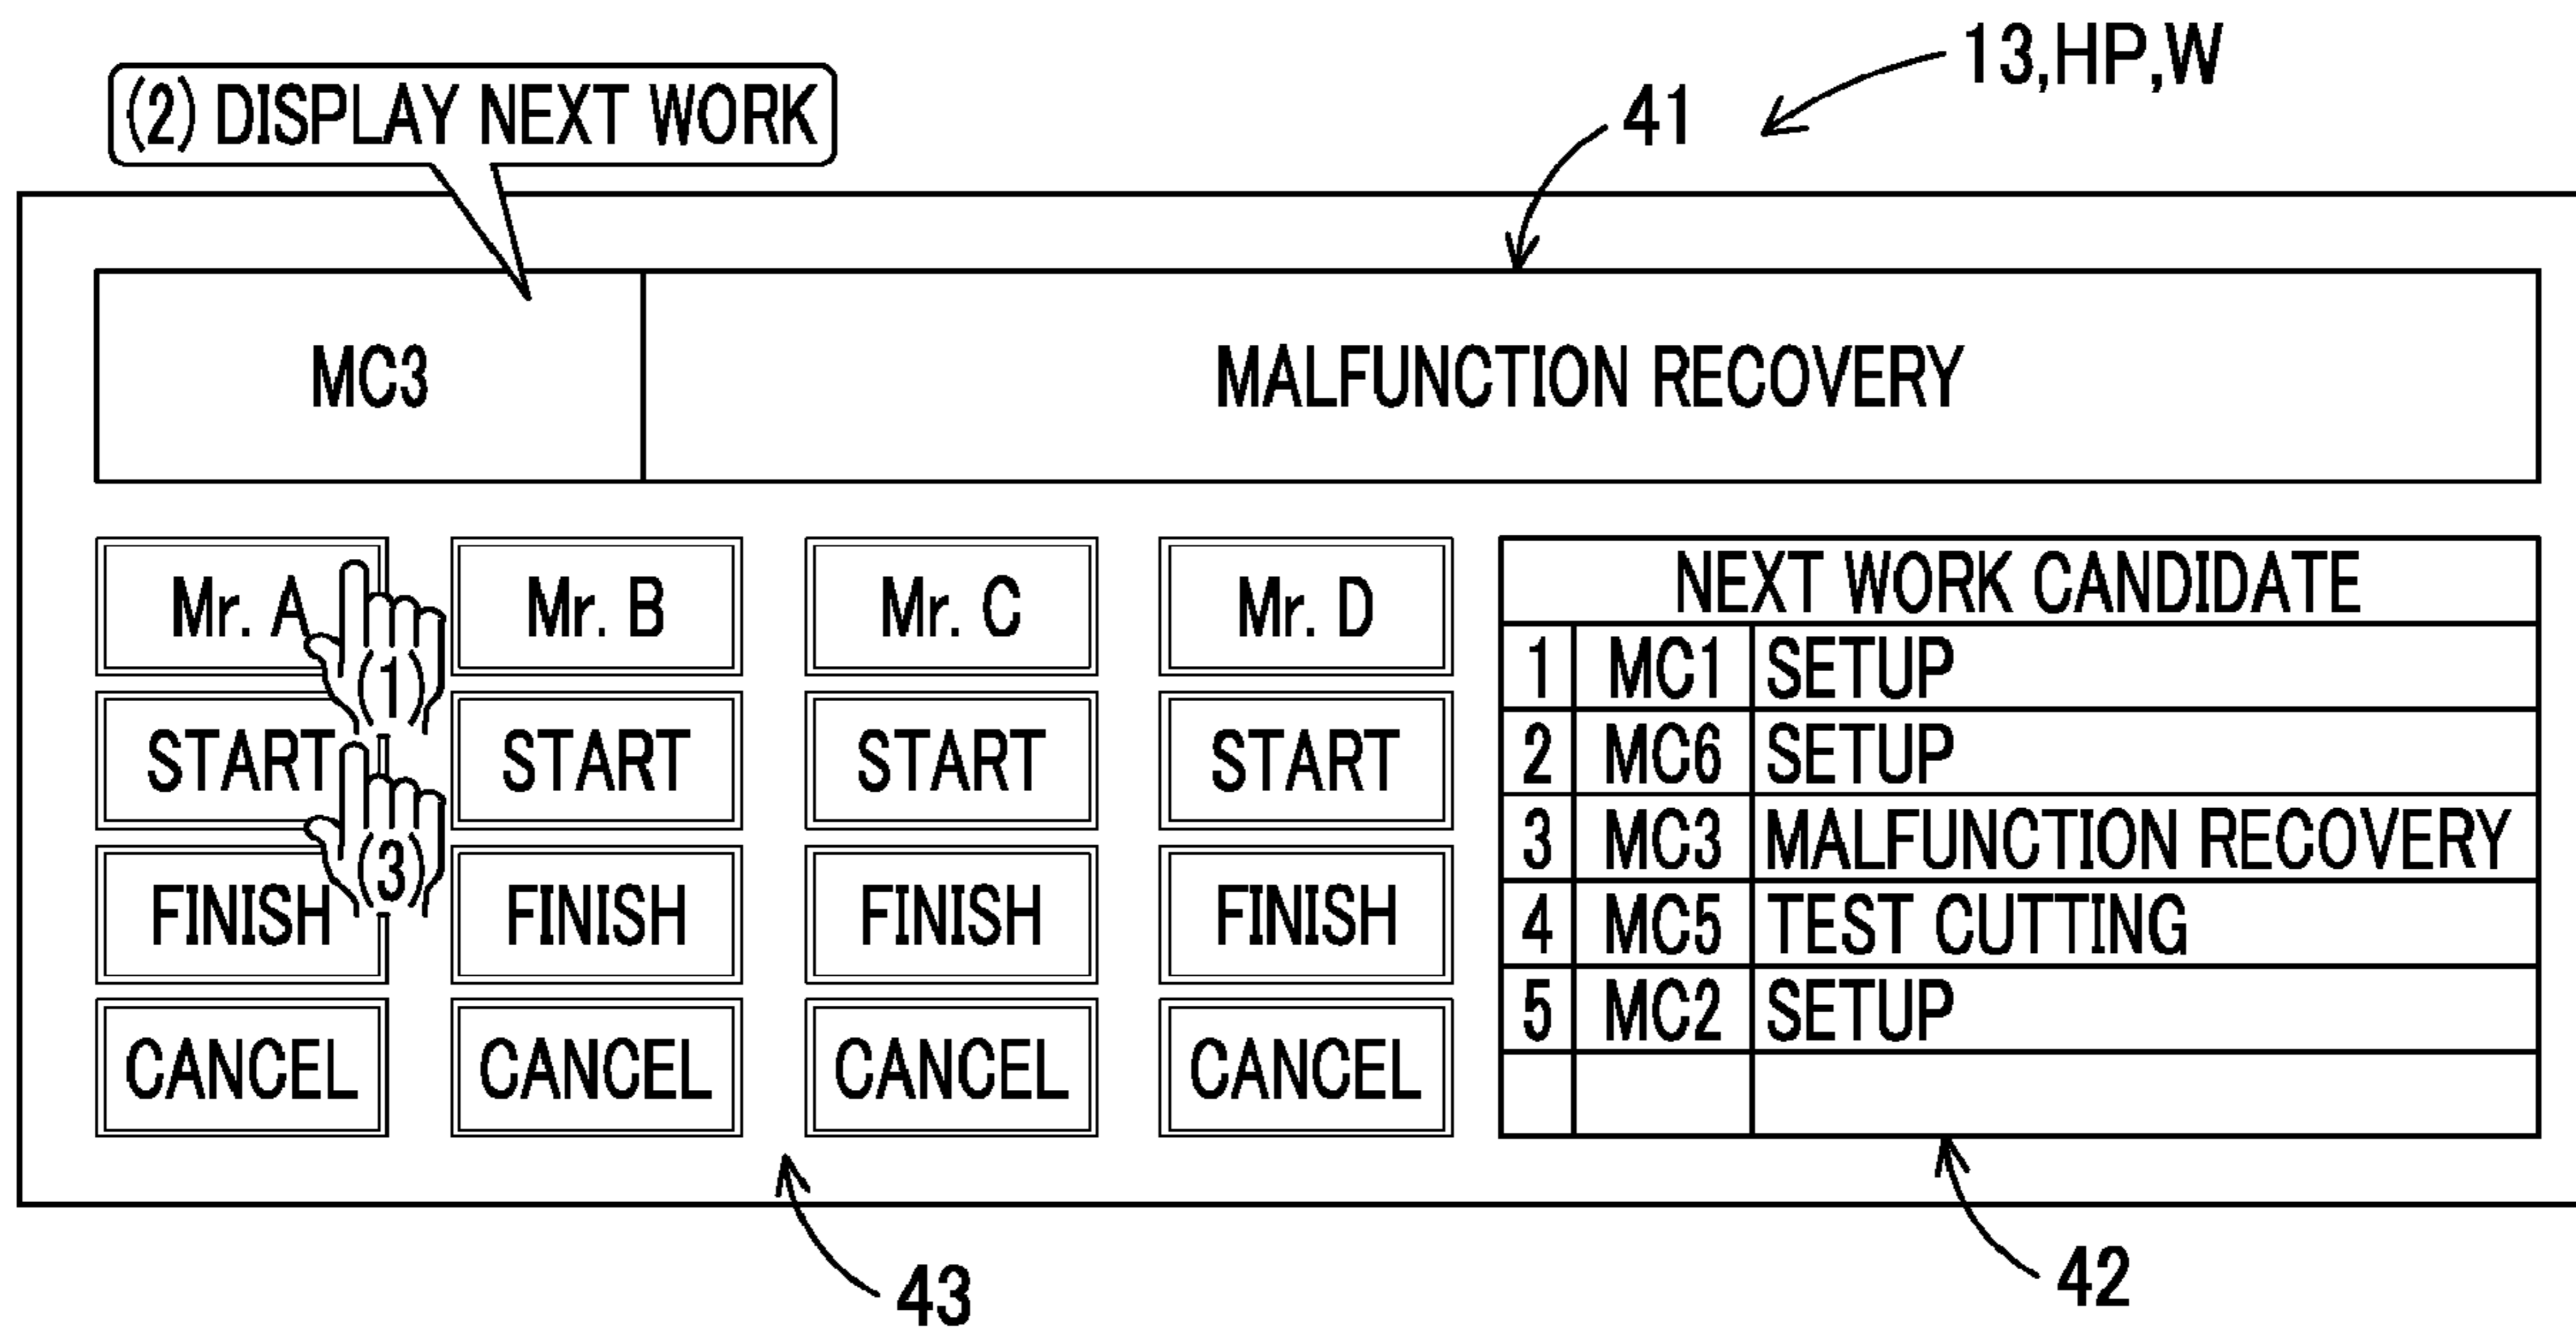 13,HP,W
(2) DISPLAY NEXT WORK
41
MC3 MALFUNCTION RECOVERY
Mr. A Mr. B Mr. C Mr. D
(1)
START START START START
(3)
FINISH FINISH FINISH FINISH
CANCEL CANCEL CANCEL CANCEL
NEXT WORK CANDIDATE
1 MC1 SETUP
2 MC6 SETUP
3 MC3 MALFUNCTION RECOVERY
4 MC5 TEST CUTTING
5 MC2 SETUP
43
42